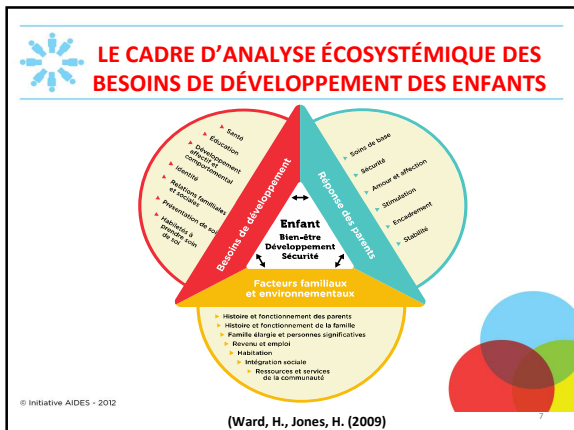 LE CADRE D'ANALYSE ÉCOSYSTÉMIQUE DES
BESOINS DE DÉVELOPPEMENT DES ENFANTS
Santé
Éducation
Développement
affectif et
comportemental
Identité
Relations familiales
et sociales
Présentation de soi
Habiletés à
prendre soin
de soi
Besoins de développement
Soins de base
Sécurité
Amour et affection
Stimulation
Encadrement
Stabilité
Réponse des parents
Enfant
Bien-être
Développement
Sécurité
Facteurs familiaux
et environnementaux
Histoire et fonctionnement des parents
Histoire et fonctionnement de la famille
Famille élargie et personnes significatives
Revenu et emploi
Habitation
Intégration sociale
Ressources et services
de la communauté
© Initiative AIDES - 2012
(Ward, H., Jones, H. (2009)
7